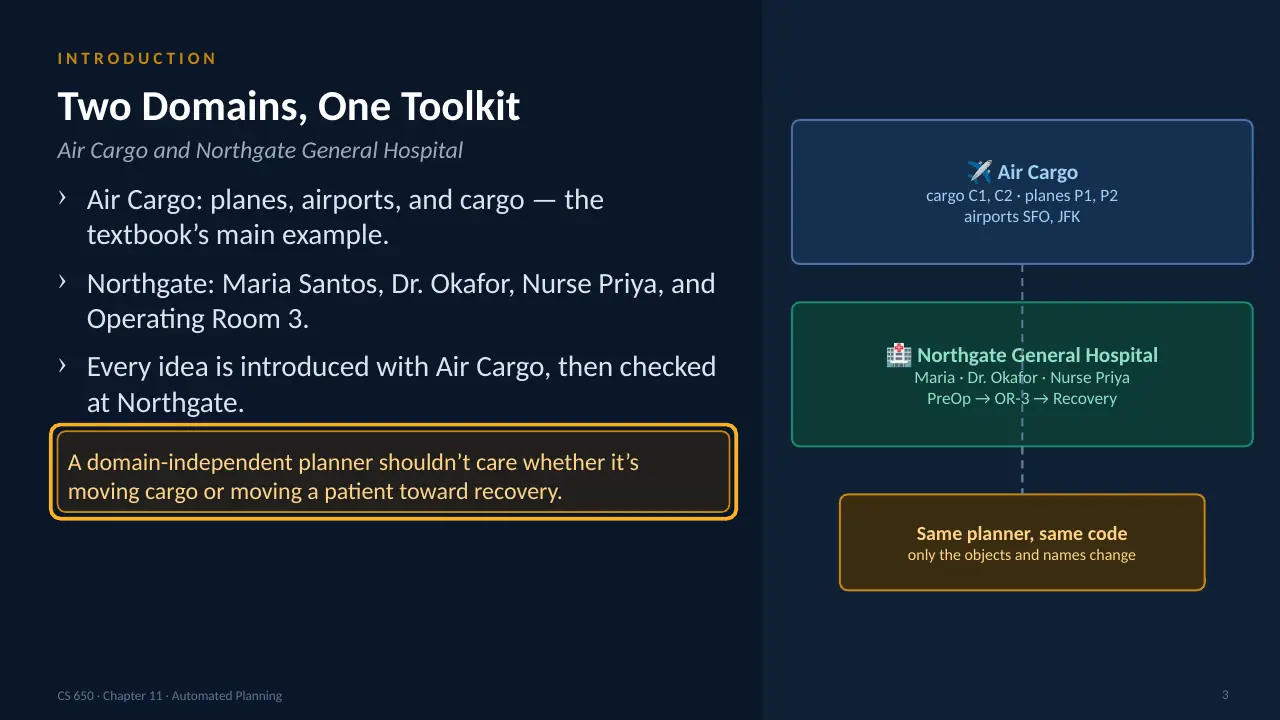 INTRODUCTION
Two Domains, One Toolkit
Air Cargo and Northgate General Hospital
› Air Cargo: planes, airports, and cargo — the
textbook’s main example.
› Northgate: Maria Santos, Dr. Okafor, Nurse Priya, and
Operating Room 3.
› Every idea is introduced with Air Cargo, then checked
at Northgate.
A domain-independent planner shouldn’t care whether it’s
moving cargo or moving a patient toward recovery.
✈️ Air Cargo
cargo C1, C2 · planes P1, P2
airports SFO, JFK
🏥 Northgate General Hospital
Maria · Dr. Okafor · Nurse Priya
PreOp → OR-3 → Recovery
Same planner, same code
only the objects and names change
CS 650 · Chapter 11 · Automated Planning
3